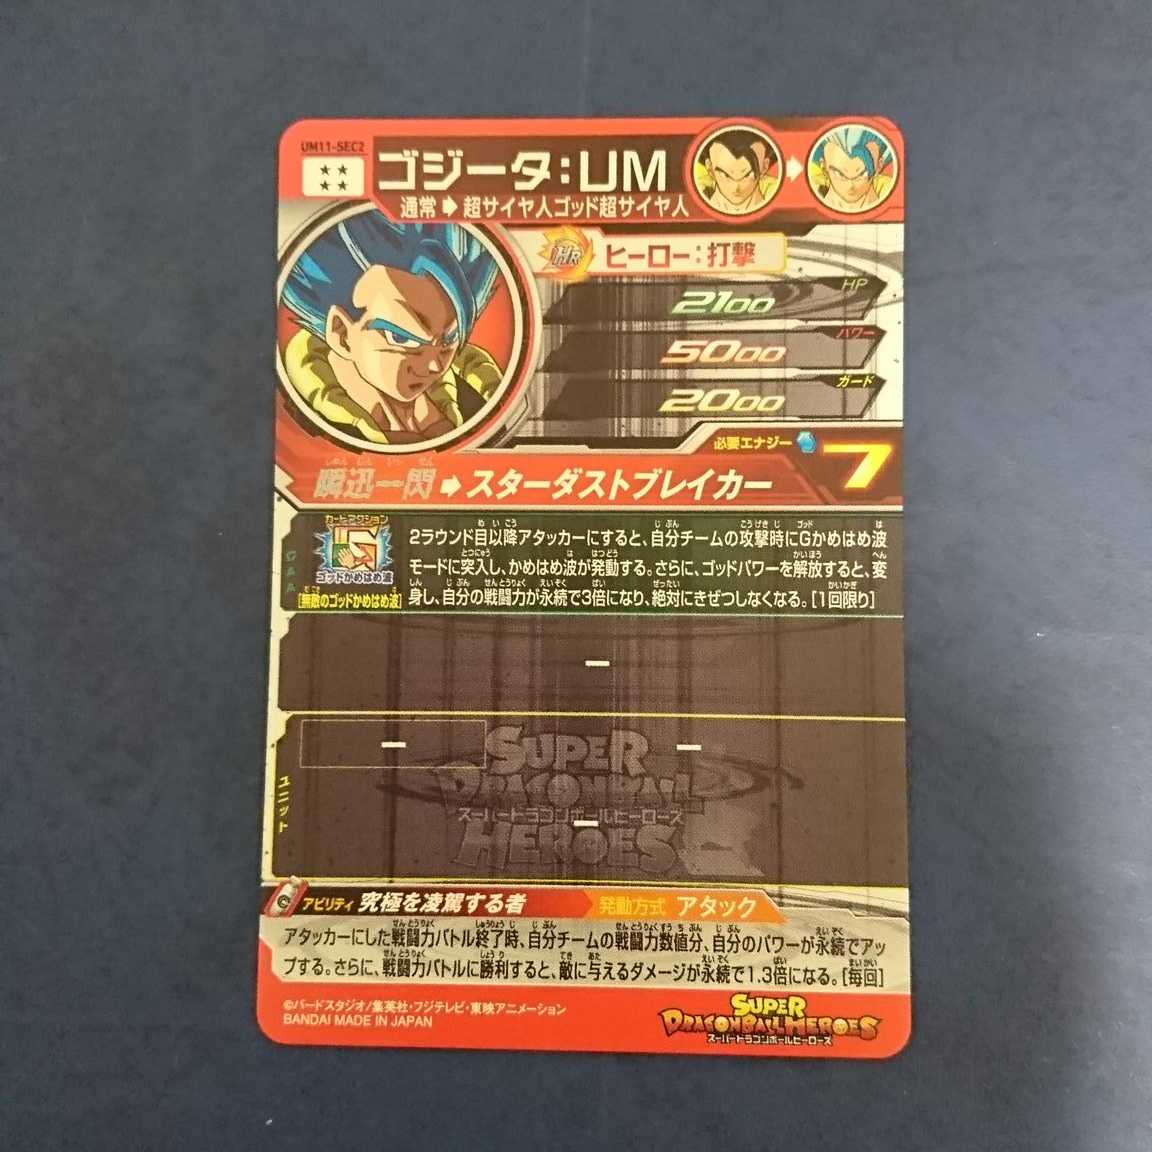 UM11-SEC2
ゴジータ:UM
通常➡超サイヤ人ゴッド超サイヤ人
HR ヒーロー:打撃
HP
2100
パワー
5000
ガード
2000
必要エナジー 7
瞬迅一閃➡スターダストブレイカー
カードアクション
ゴッドかめはめ波
[無敵のゴッドかめはめ波]
2ラウンド目以降アタッカーにすると、自分チームの攻撃時にGかめはめ波
モードに突入し、かめはめ波が発動する。さらに、ゴッドパワーを解放すると、変
身し、自分の戦闘力が永続で3倍になり、絶対にきぜつしなくなる。[1回限り]
ー
ー
ー
ー
ユニット
SUPER
DRAGONBALL
スーパードラゴンボールヒーローズ
HEROES
アビリティ 究極を凌駕する者 発動方式 アタック
アタッカーにした戦闘力バトル終了時、自分チームの戦闘力数値分、自分のパワーが永続でアッ
プする。さらに、戦闘力バトルに勝利すると、敵に与えるダメージが永続で1.3倍になる。[毎回]
©バードスタジオ/集英社・フジテレビ・東映アニメーション
BANDAI MADE IN JAPAN
SUPER
DRAGONBALL HEROES
スーパードラゴンボールヒーローズ